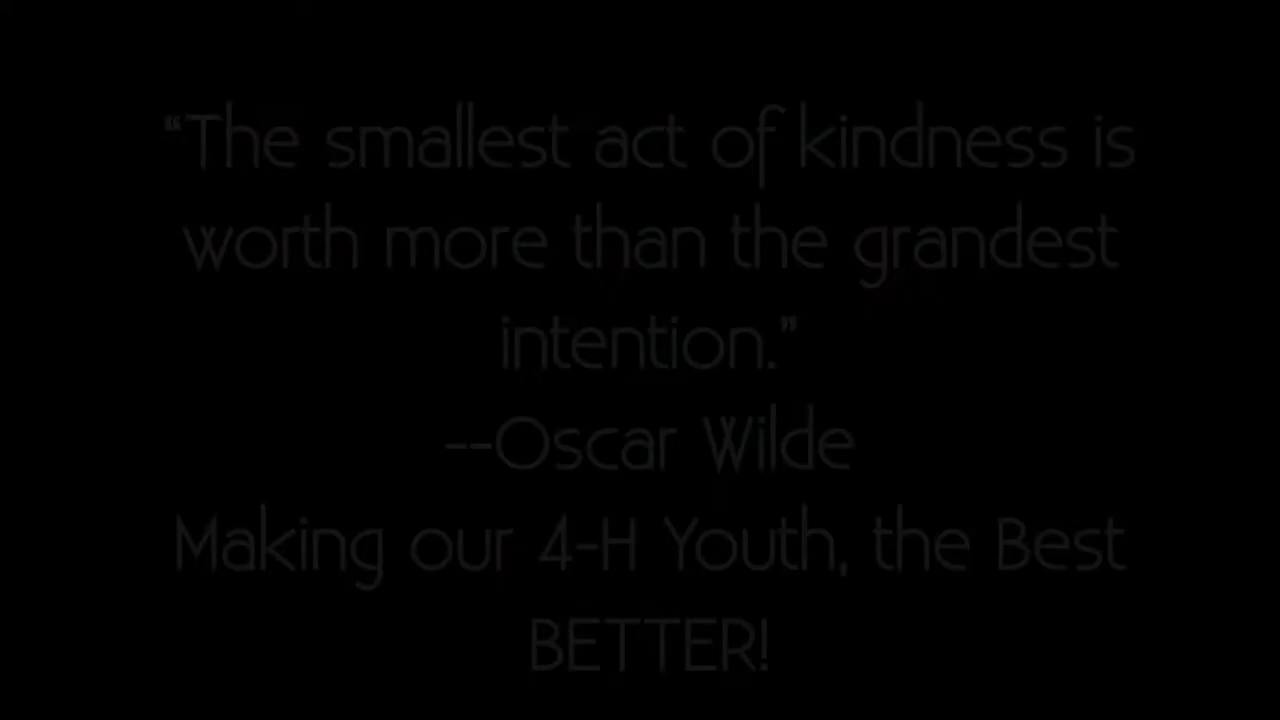 “The smallest act of kindness is
worth more than the grandest
intention.”
--Oscar Wilde
Making our 4-H Youth, the Best
BETTER!